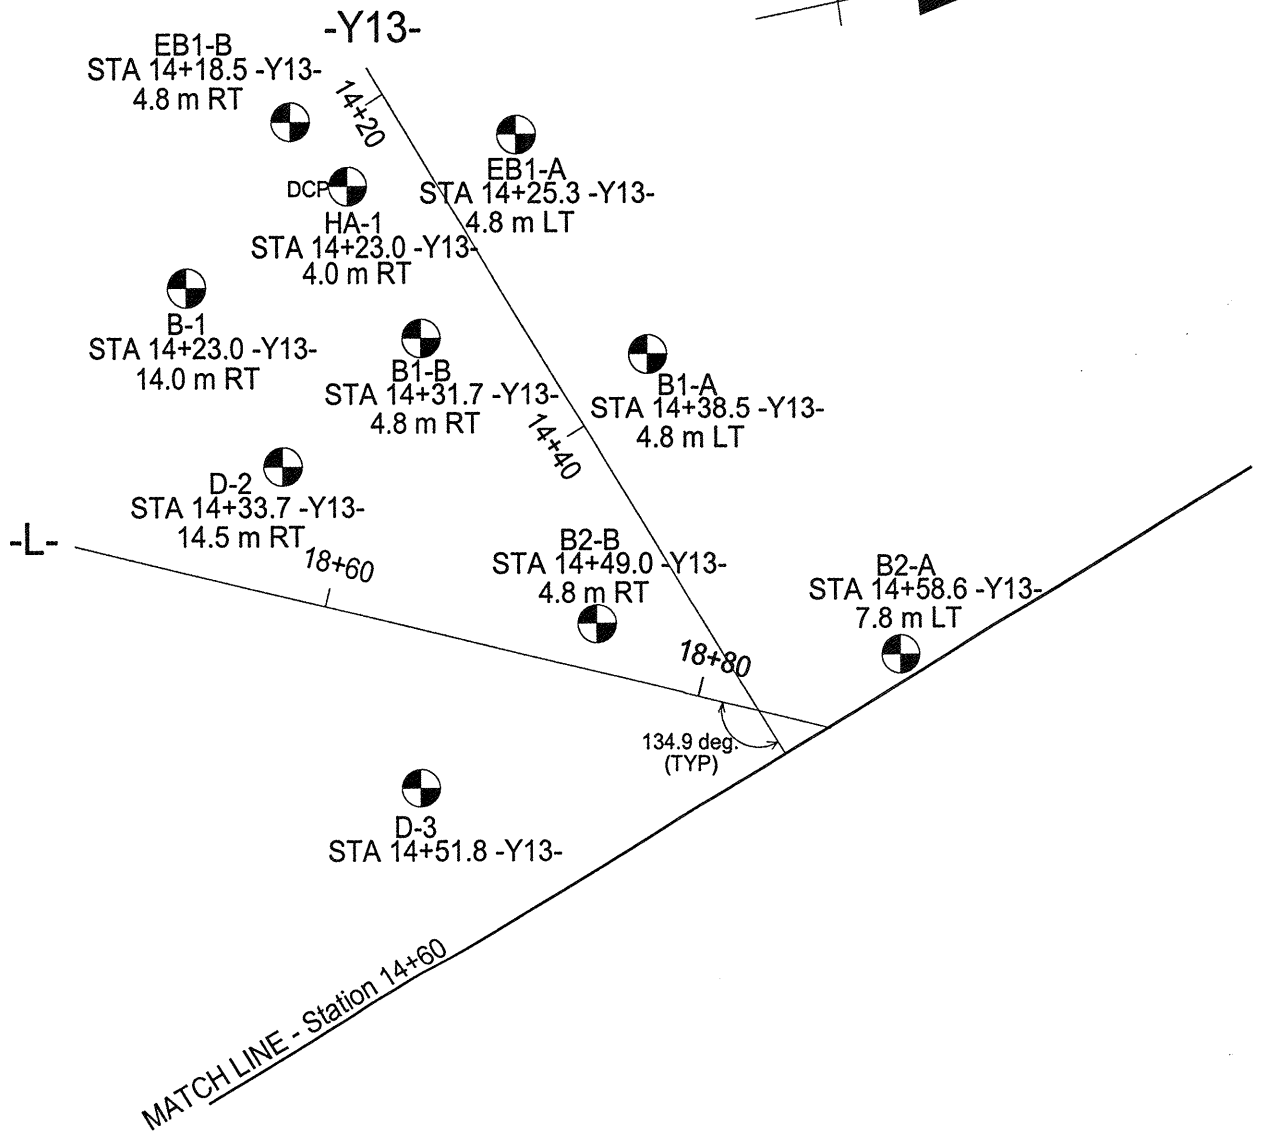 -Y13-
EB1-B
STA 14+18.5 -Y13-
4.8 m RT
14+20
EB1-A
STA 14+25.3 -Y13-
4.8 m LT
DCP
HA-1
STA 14+23.0 -Y13-
4.0 m RT
B-1
STA 14+23.0 -Y13-
14.0 m RT
B1-B
STA 14+31.7 -Y13-
4.8 m RT
B1-A
STA 14+38.5 -Y13-
4.8 m LT
14+40
D-2
STA 14+33.7 -Y13-
14.5 m RT
-L-
18+60
B2-B
STA 14+49.0 -Y13-
4.8 m RT
B2-A
STA 14+58.6 -Y13-
7.8 m LT
18+80
134.9 deg.
(TYP)
D-3
STA 14+51.8 -Y13-
MATCH LINE - Station 14+60